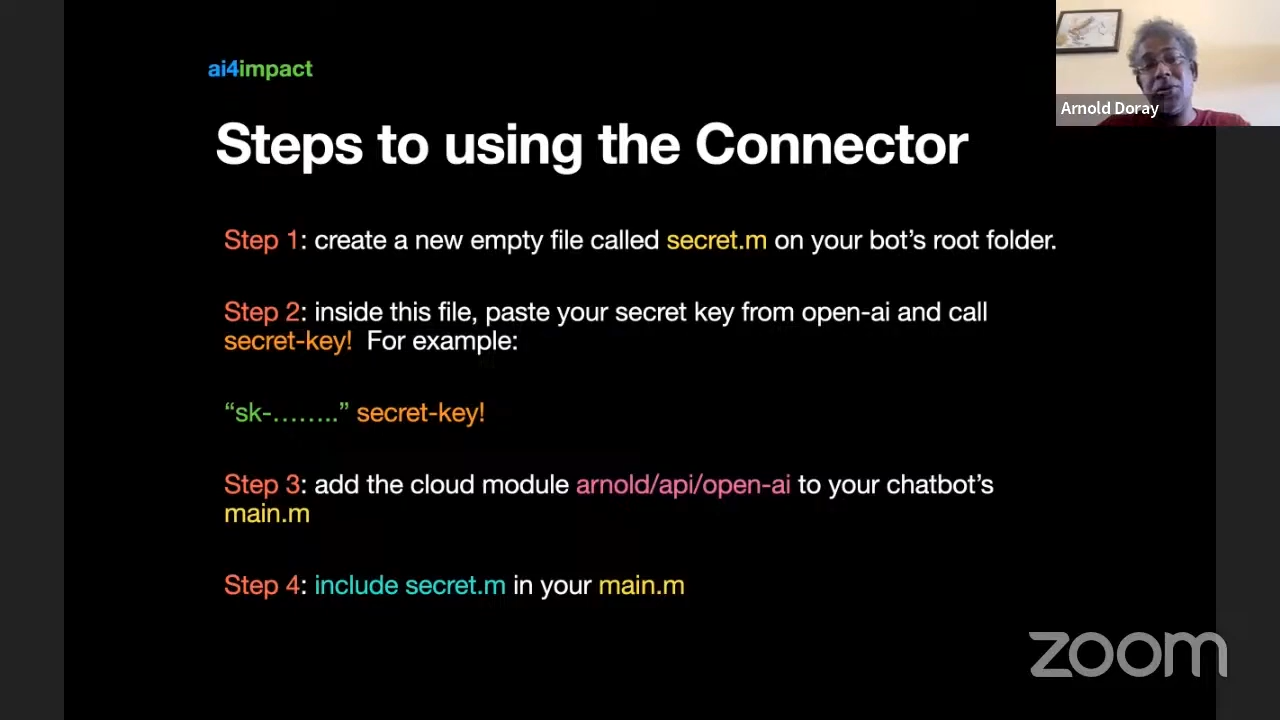 ai4impact
Arnold Doray
Steps to using the Connector
Step 1: create a new empty file called secret.m on your bot’s root folder.
Step 2: inside this file, paste your secret key from open-ai and call
secret-key! For example:
“sk-……..” secret-key!
Step 3: add the cloud module arnold/api/open-ai to your chatbot’s
main.m
Step 4: include secret.m in your main.m
zoom